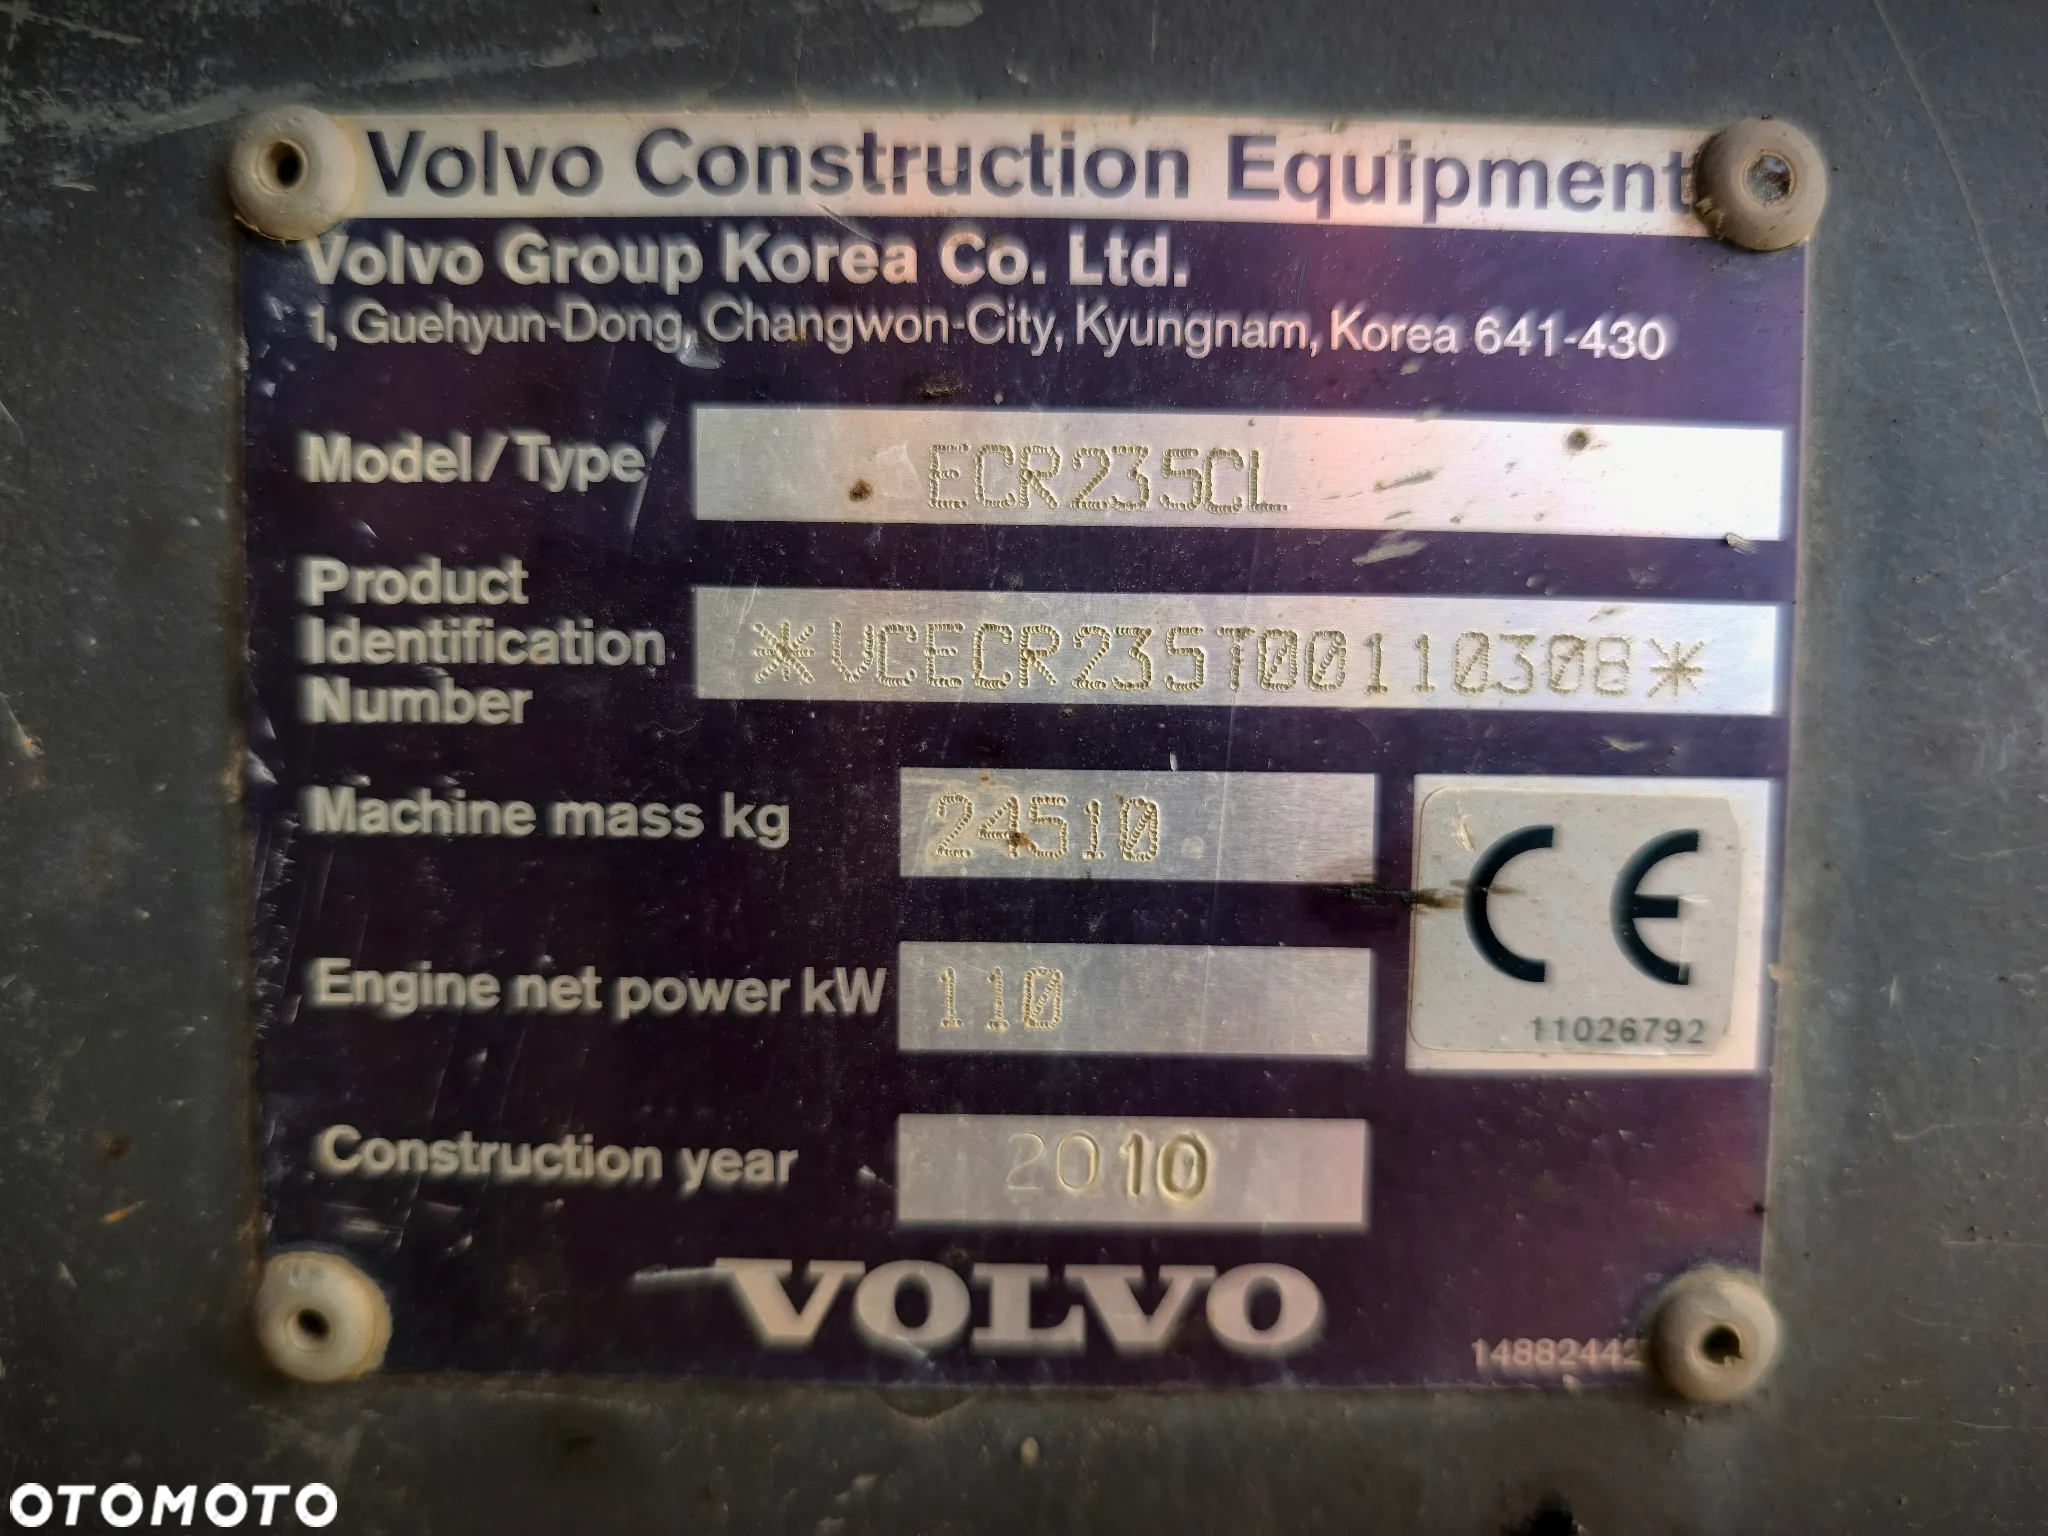 Volvo Construction Equipment
Volvo Group Korea Co. Ltd.
1, Guehyun-Dong, Changwon-City, Kyungnam, Korea 641-430
Model/Type ECR235CL
Product
Identification
Number
*VCECR235T00110308*
Machine mass kg 24510
Engine net power kW 110
CE
11026792
Construction year 2010
VOLVO
14882442
OTOMOTO